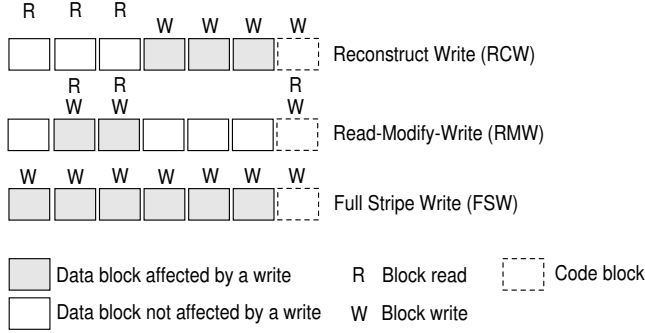 R R R W W W W
Reconstruct Write (RCW)
R R R
W W W
Read-Modify-Write (RMW)
W W W W W W W
Full Stripe Write (FSW)
Data block affected by a write R Block read Code block
Data block not affected by a write W Block write